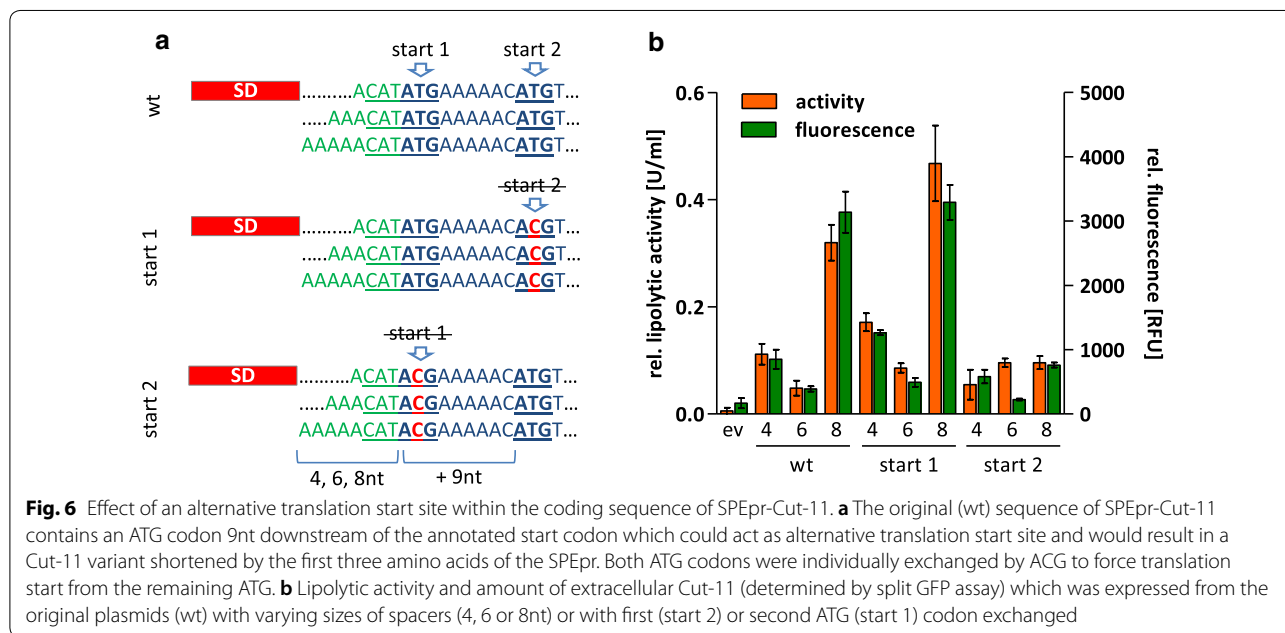 a
start 1 start 2
wt
SD ..........ACATATGAAAAACATGT...
.....AAACATATGAAAAACATGT...
AAAAACATATGAAAAACATGT...
start 2
start 1
SD ..........ACATATGAAAAACACGT...
.....AAACATATGAAAAACACGT...
AAAAACATATGAAAAACACGT...
start 1
start 2
SD ..........ACATACGAAAAACATGT...
.....AAACATACGAAAAACATGT...
AAAAACATACGAAAAACATGT...
4, 6, 8nt + 9nt
b
activity
fluorescence
rel. lipolytic activity [U/ml]
0.6
0.4
0.2
0.0
rel. fluorescence [RFU]
5000
4000
3000
2000
1000
0
ev 4 6 8 4 6 8 4 6 8
wt start 1 start 2
Fig. 6 Effect of an alternative translation start site within the coding sequence of SPEpr-Cut-11. a The original (wt) sequence of SPEpr-Cut-11
contains an ATG codon 9nt downstream of the annotated start codon which could act as alternative translation start site and would result in a
Cut-11 variant shortened by the first three amino acids of the SPEpr. Both ATG codons were individually exchanged by ACG to force translation
start from the remaining ATG. b Lipolytic activity and amount of extracellular Cut-11 (determined by split GFP assay) which was expressed from the
original plasmids (wt) with varying sizes of spacers (4, 6 or 8nt) or with first (start 2) or second ATG (start 1) codon exchanged